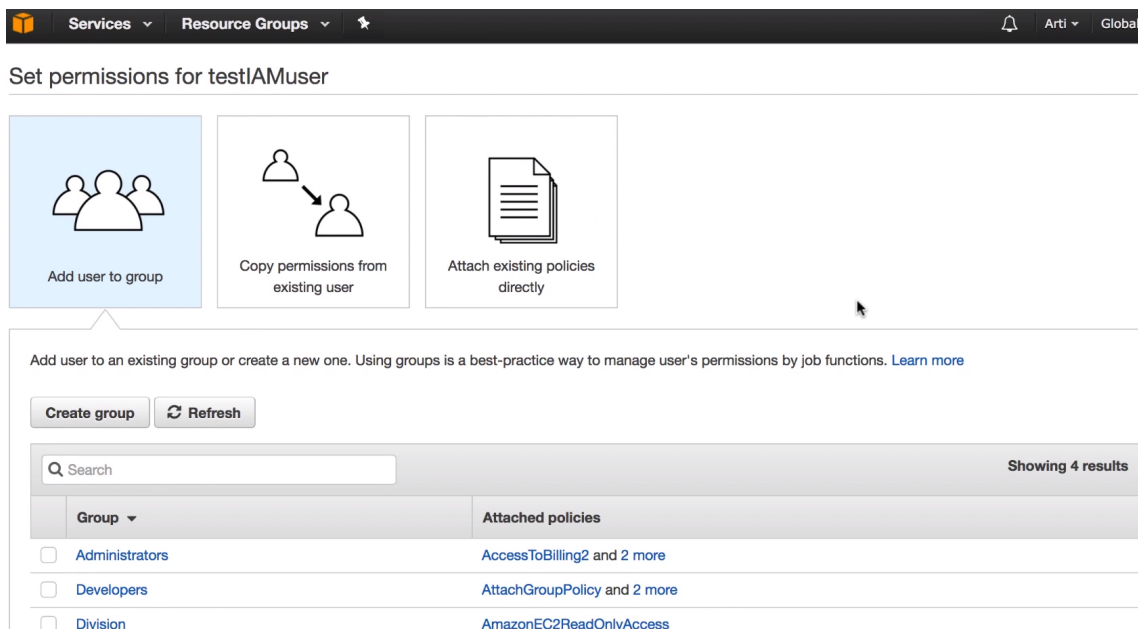 Services Resource Groups Arti Global
Set permissions for testIAMuser
Add user to group
Copy permissions from
existing user
Attach existing policies
directly
Add user to an existing group or create a new one. Using groups is a best-practice way to manage user's permissions by job functions. Learn more
Create group Refresh
Search Showing 4 results
Group Attached policies
Administrators AccessToBilling2 and 2 more
Developers AttachGroupPolicy and 2 more
Division AmazonEC2ReadOnlyAccess